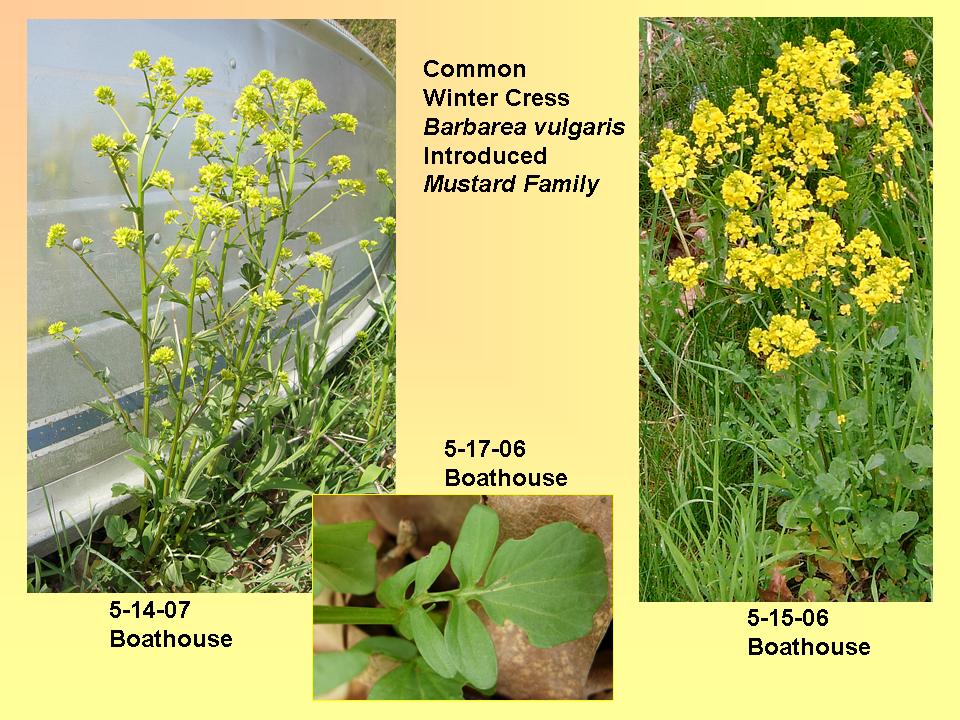 Common
Winter Cress
Barbarea vulgaris
Introduced
Mustard Family
5-17-06
Boathouse
5-14-07
Boathouse
5-15-06
Boathouse